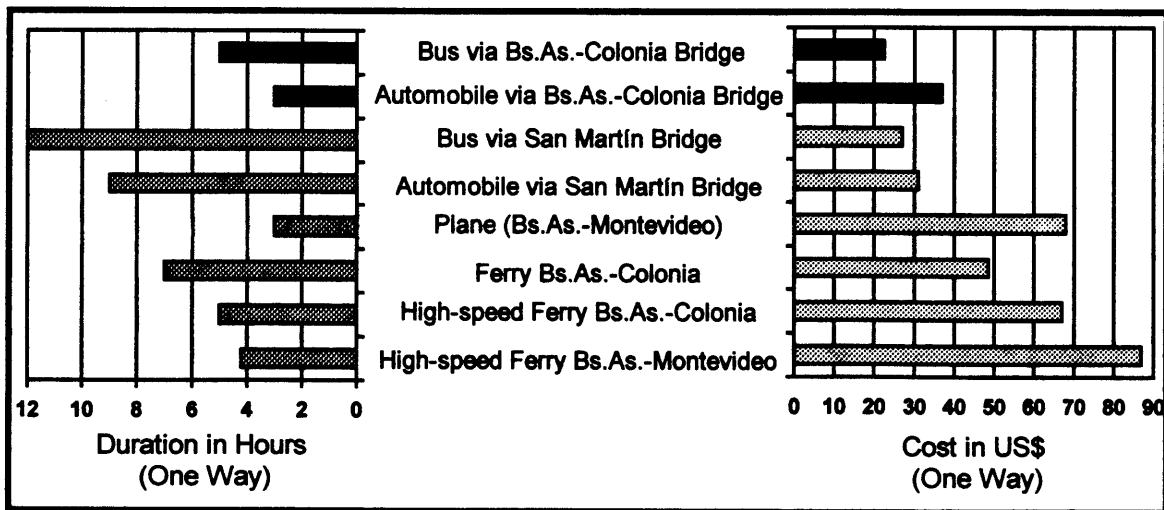 Bus via Bs.As.-Colonia Bridge
Automobile via Bs.As.-Colonia Bridge
Bus via San Martín Bridge
Automobile via San Martín Bridge
Plane (Bs.As.-Montevideo)
Ferry Bs.As.-Colonia
High-speed Ferry Bs.As.-Colonia
High-speed Ferry Bs.As.-Montevideo
12 10 8 6 4 2 0
Duration in Hours
(One Way)
0 10 20 30 40 50 60 70 80 90
Cost in US$
(One Way)